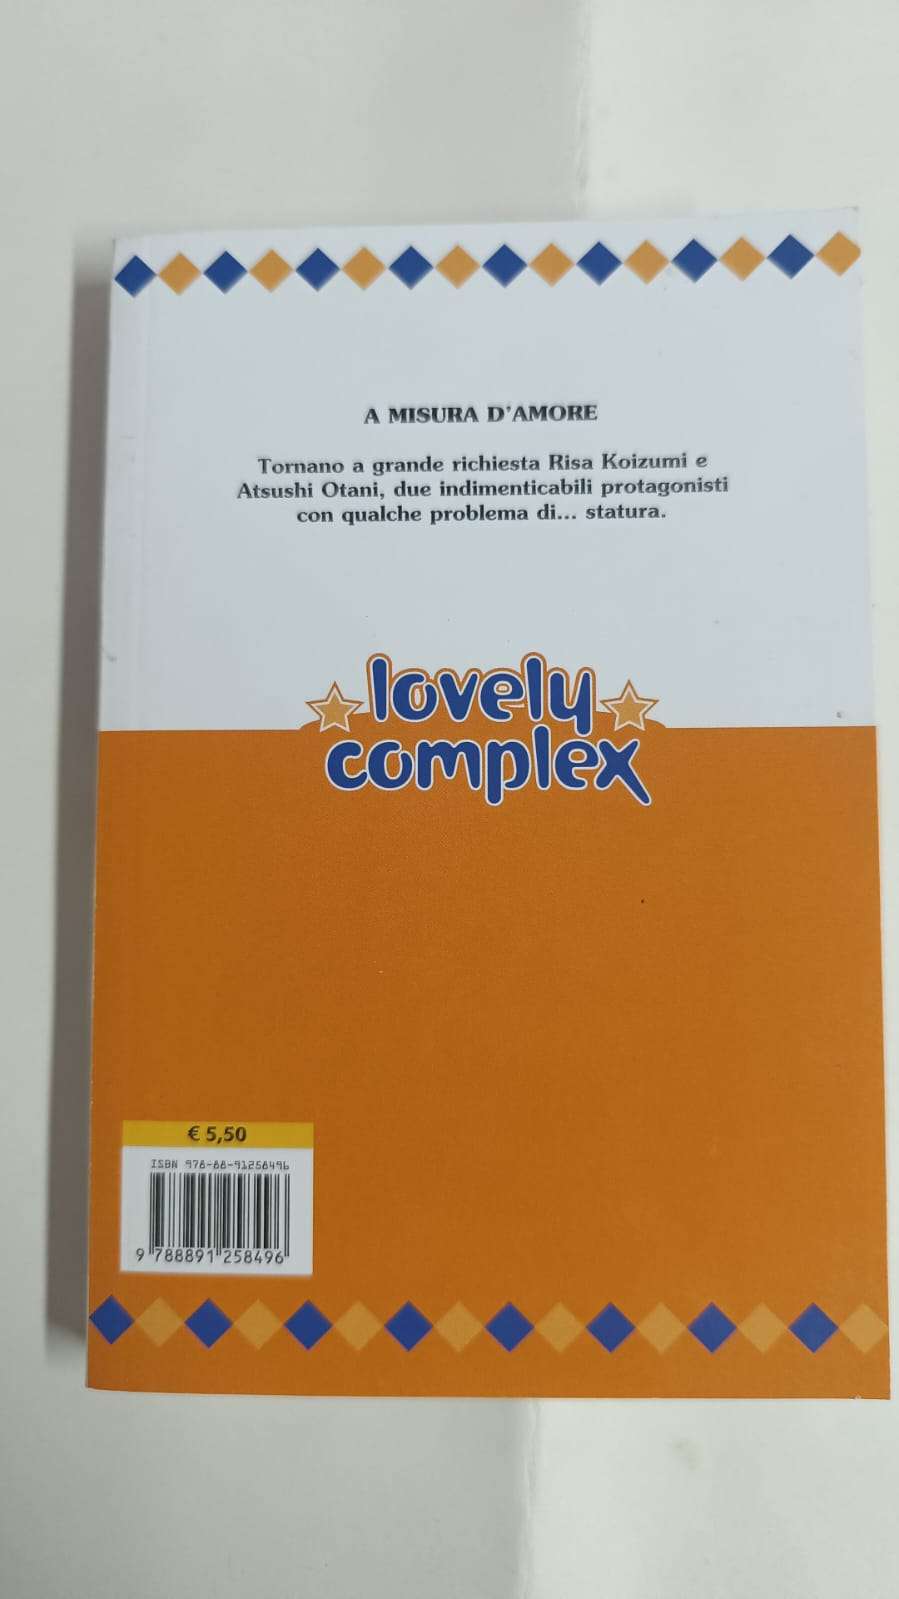 A MISURA D'AMORE
Tornano a grande richiesta Risa Koizumi e
Atsushi Otani, due indimenticabili protagonisti
con qualche problema di... statura.
lovely
complex
€ 5,50
ISBN 978-88-91258496
9 788891 258496